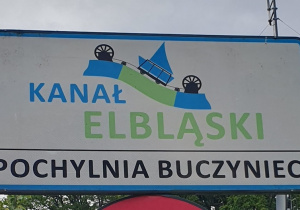 KANAŁ
ELBLĄSKI
POCHYLNIA BUCZYNIEC